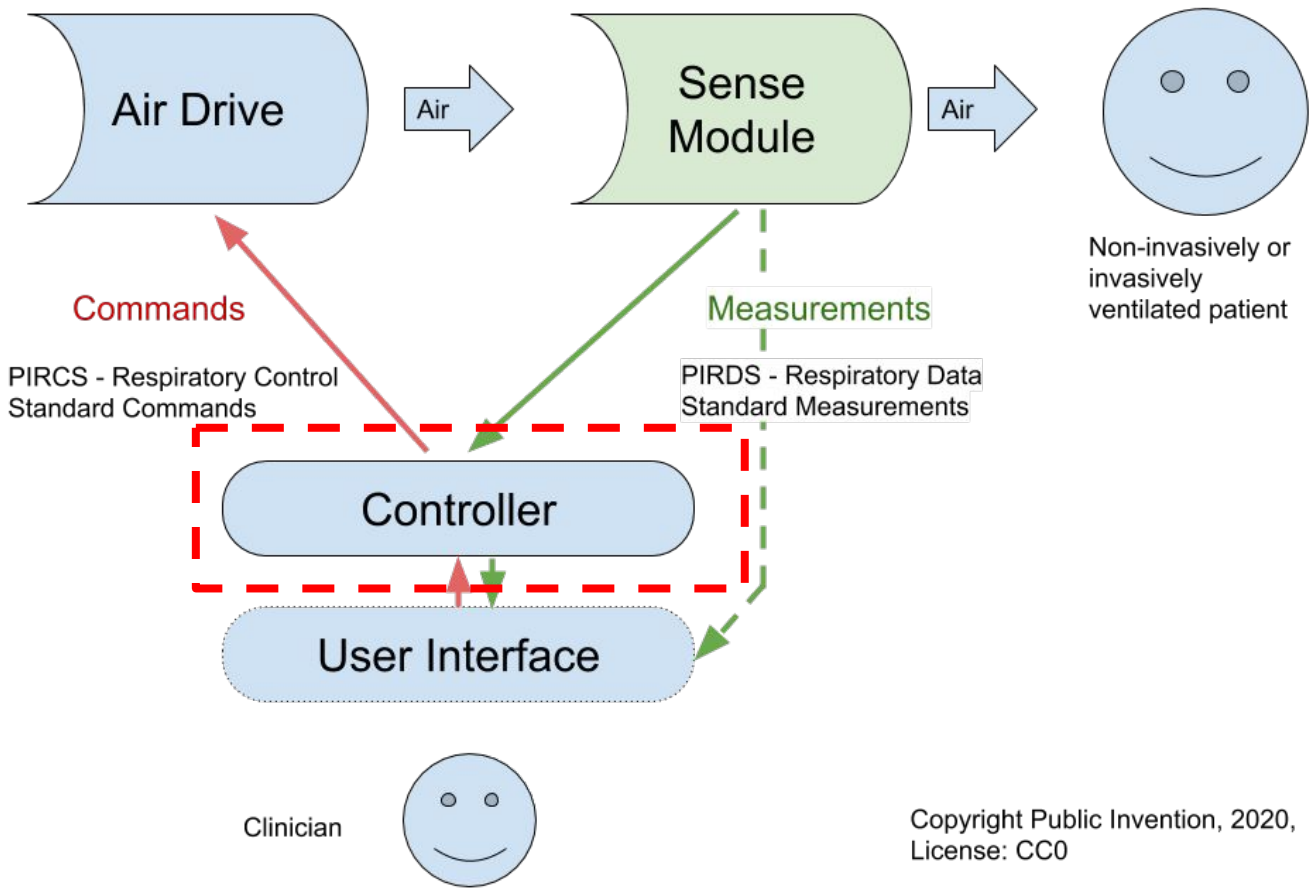 Air Drive
Air
Sense
Module
Air
Non-invasively or
invasively
ventilated patient
Commands
Measurements
PIRCS - Respiratory Control
Standard Commands
PIRDS - Respiratory Data
Standard Measurements
Controller
User Interface
Clinician
Copyright Public Invention, 2020,
License: CC0